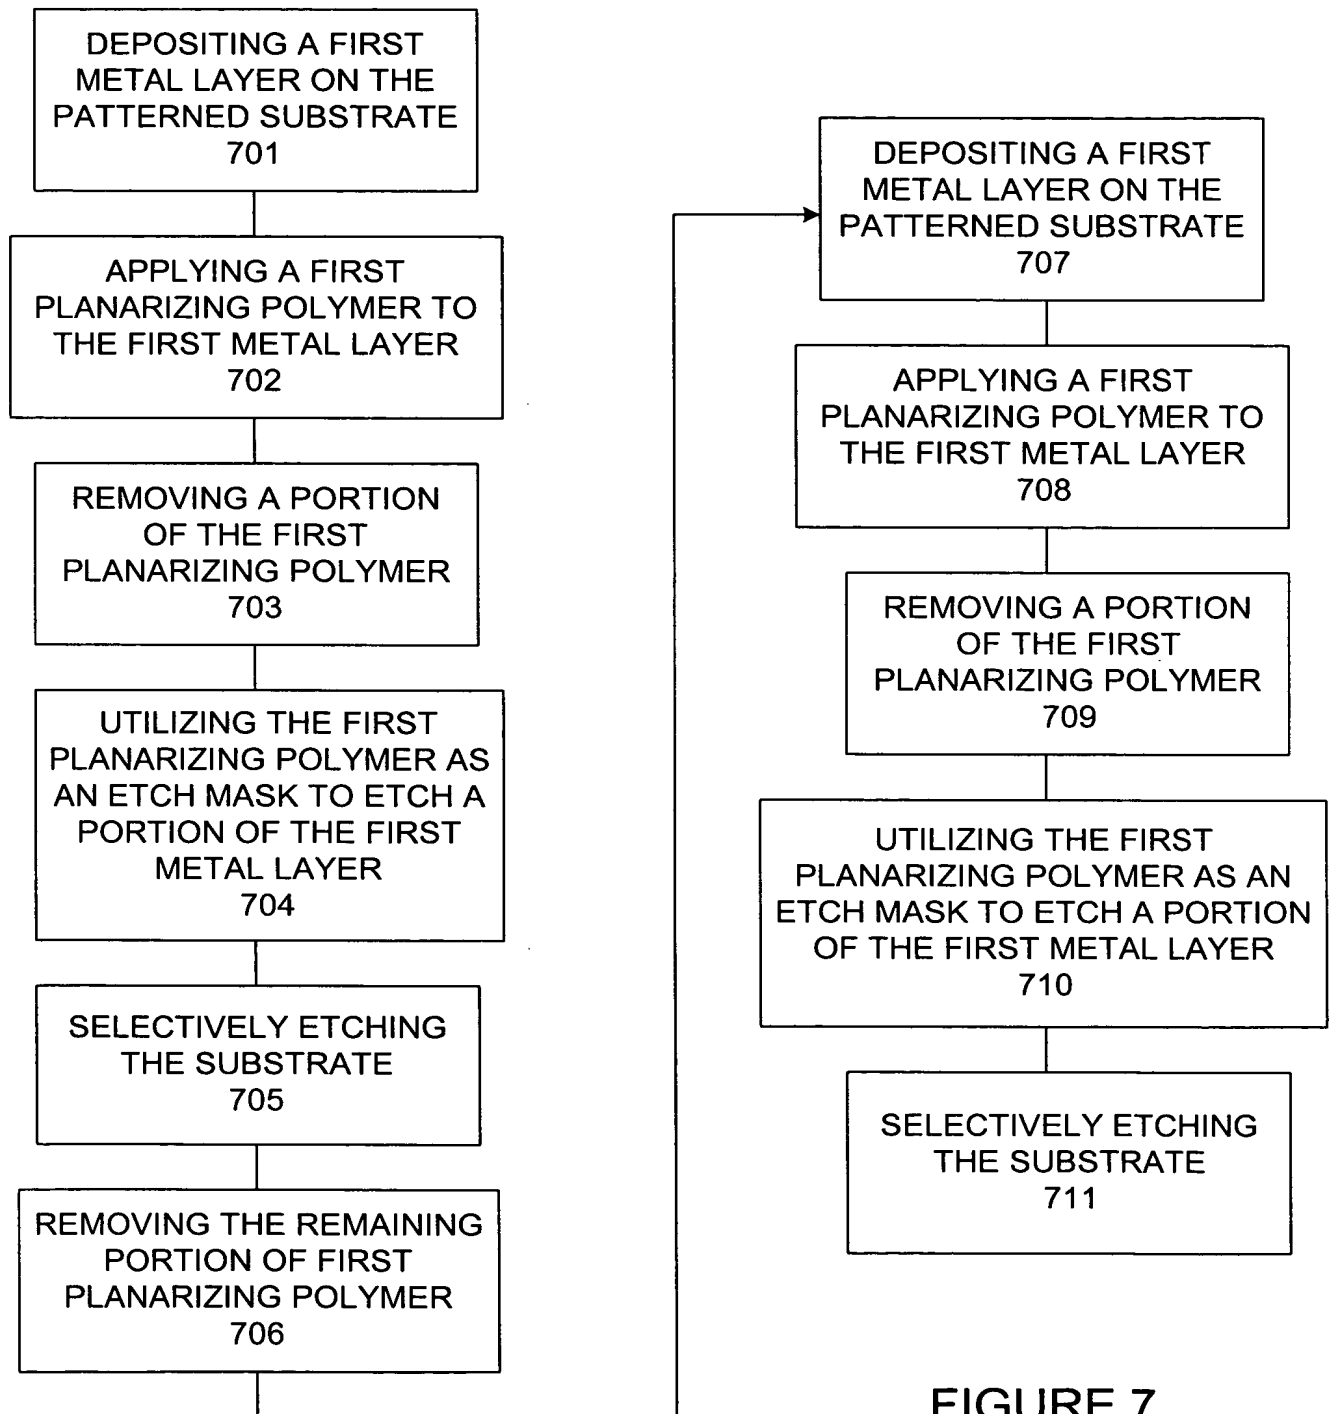 DEPOSITING A FIRST
METAL LAYER ON THE
PATTERNED SUBSTRATE
701
APPLYING A FIRST
PLANARIZING POLYMER TO
THE FIRST METAL LAYER
702
REMOVING A PORTION
OF THE FIRST
PLANARIZING POLYMER
703
UTILIZING THE FIRST
PLANARIZING POLYMER AS
AN ETCH MASK TO ETCH A
PORTION OF THE FIRST
METAL LAYER
704
SELECTIVELY ETCHING
THE SUBSTRATE
705
REMOVING THE REMAINING
PORTION OF FIRST
PLANARIZING POLYMER
706
DEPOSITING A FIRST
METAL LAYER ON THE
PATTERNED SUBSTRATE
707
APPLYING A FIRST
PLANARIZING POLYMER TO
THE FIRST METAL LAYER
708
REMOVING A PORTION
OF THE FIRST
PLANARIZING POLYMER
709
UTILIZING THE FIRST
PLANARIZING POLYMER AS AN
ETCH MASK TO ETCH A PORTION
OF THE FIRST METAL LAYER
710
SELECTIVELY ETCHING
THE SUBSTRATE
711
FIGURE 7